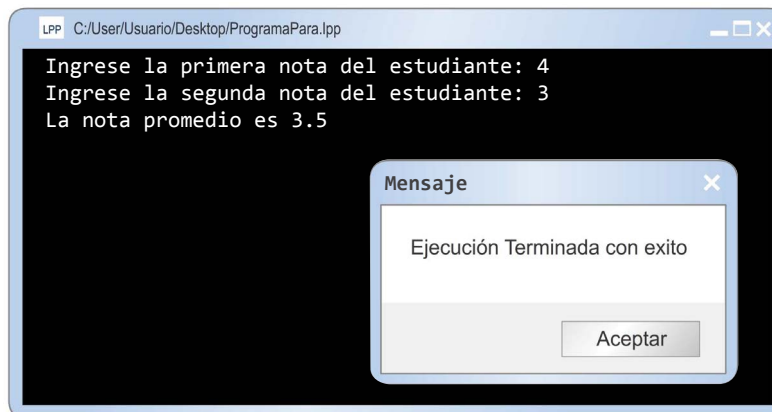 LPP C:/User/Usuario/Desktop/ProgramaPara.lpp
Ingrese la primera nota del estudiante: 4
Ingrese la segunda nota del estudiante: 3
La nota promedio es 3.5
Mensaje
Ejecución Terminada con exito
Aceptar